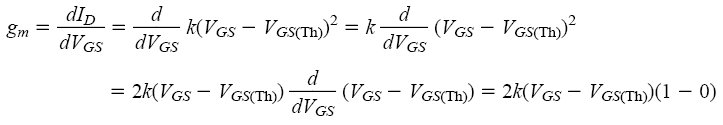 g_m = dI_D/dV_GS = d/dV_GS k(V_GS − V_GS(Th))² = k d/dV_GS (V_GS − V_GS(Th))²
= 2k(V_GS − V_GS(Th)) d/dV_GS (V_GS − V_GS(Th)) = 2k(V_GS − V_GS(Th))(1 − 0)